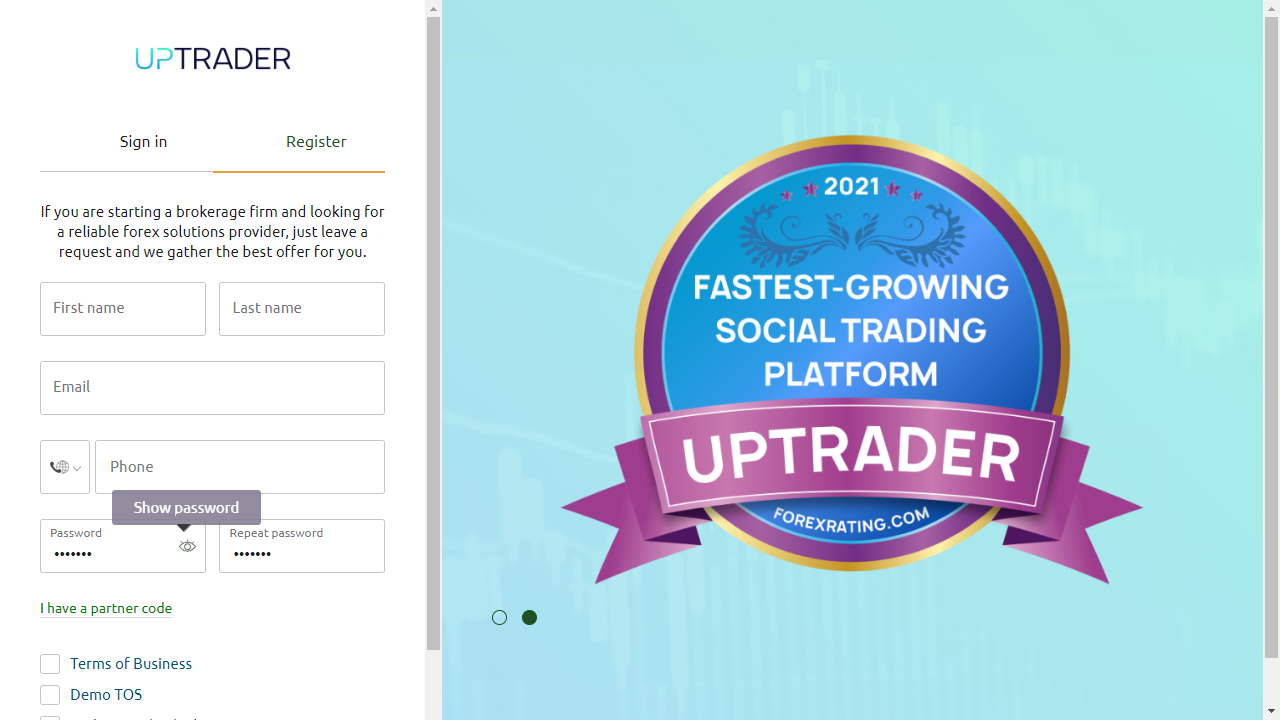 UPTRADER
Sign in
Register
If you are starting a brokerage firm and looking for
a reliable forex solutions provider, just leave a
request and we gather the best offer for you.
First name
Last name
Email
Phone
Show password
Password
•••••••
Repeat password
•••••••
I have a partner code
Terms of Business
Demo TOS
2021
FASTEST-GROWING
SOCIAL TRADING
PLATFORM
UPTRADER
FOREXRATING.COM